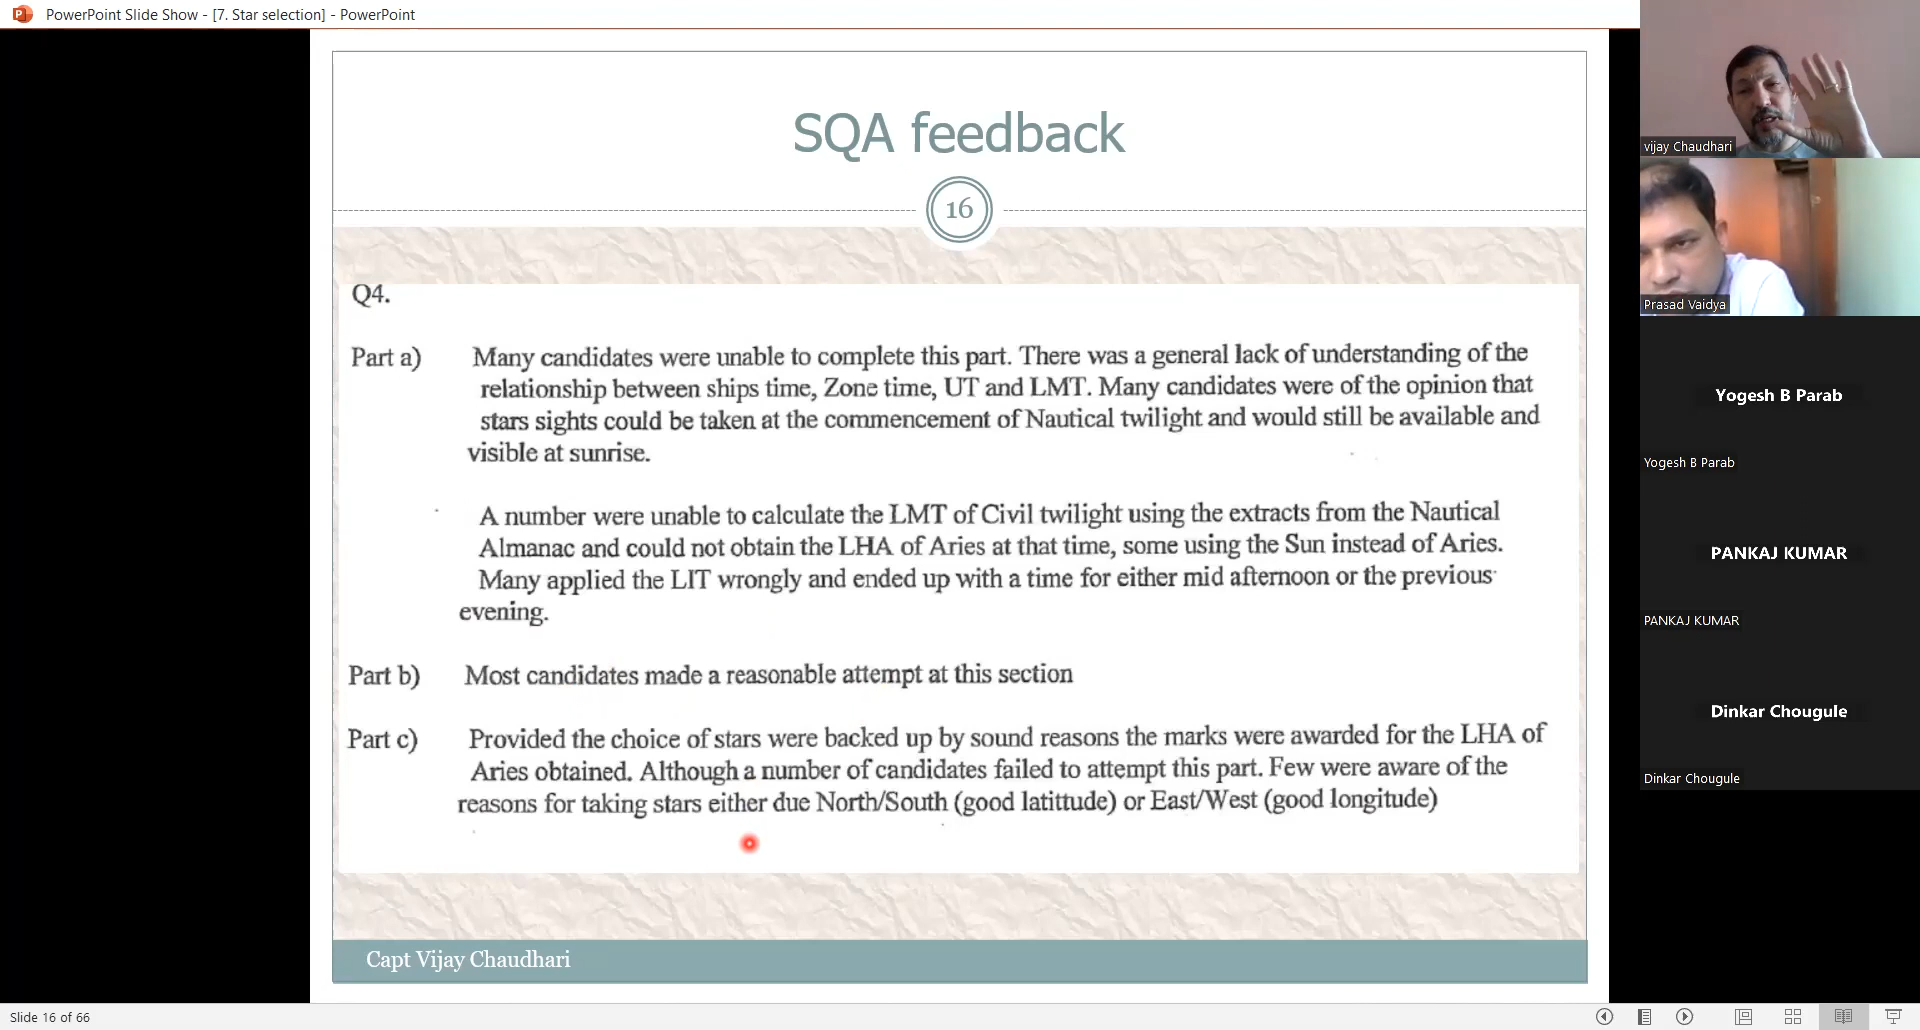 PowerPoint Slide Show - [7. Star selection] - PowerPoint
SQA feedback
16
Q4.
Part a) Many candidates were unable to complete this part. There was a general lack of understanding of the
relationship between ships time, Zone time, UT and LMT. Many candidates were of the opinion that
stars sights could be taken at the commencement of Nautical twilight and would still be available and
visible at sunrise.
A number were unable to calculate the LMT of Civil twilight using the extracts from the Nautical
Almanac and could not obtain the LHA of Aries at that time, some using the Sun instead of Aries.
Many applied the LIT wrongly and ended up with a time for either mid afternoon or the previous
evening.
Part b) Most candidates made a reasonable attempt at this section
Part c) Provided the choice of stars were backed up by sound reasons the marks were awarded for the LHA of
Aries obtained. Although a number of candidates failed to attempt this part. Few were aware of the
reasons for taking stars either due North/South (good latittude) or East/West (good longitude)
Capt Vijay Chaudhari
Slide 16 of 66
vijay Chaudhari
Prasad Vaidya
Yogesh B Parab
Yogesh B Parab
PANKAJ KUMAR
PANKAJ KUMAR
Dinkar Chougule
Dinkar Chougule